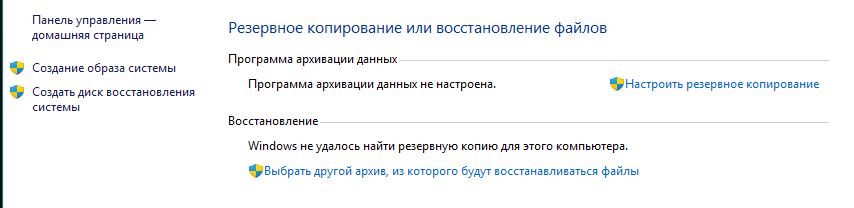 Панель управления —
домашняя страница
Создание образа системы
Создать диск восстановления
системы
Резервное копирование или восстановление файлов
Программа архивации данных
Программа архивации данных не настроена.
Настроить резервное копирование
Восстановление
Windows не удалось найти резервную копию для этого компьютера.
Выбрать другой архив, из которого будут восстанавливаться файлы